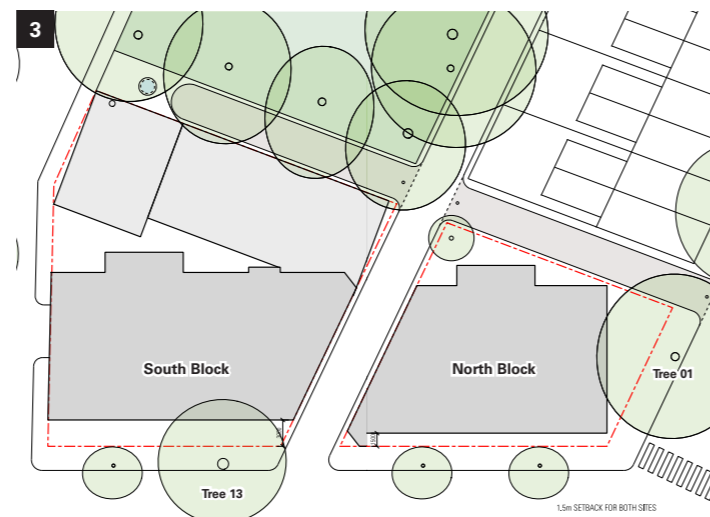 3
South Block
North Block
Tree 01
Tree 13
1.5m SETBACK FOR BOTH SITES